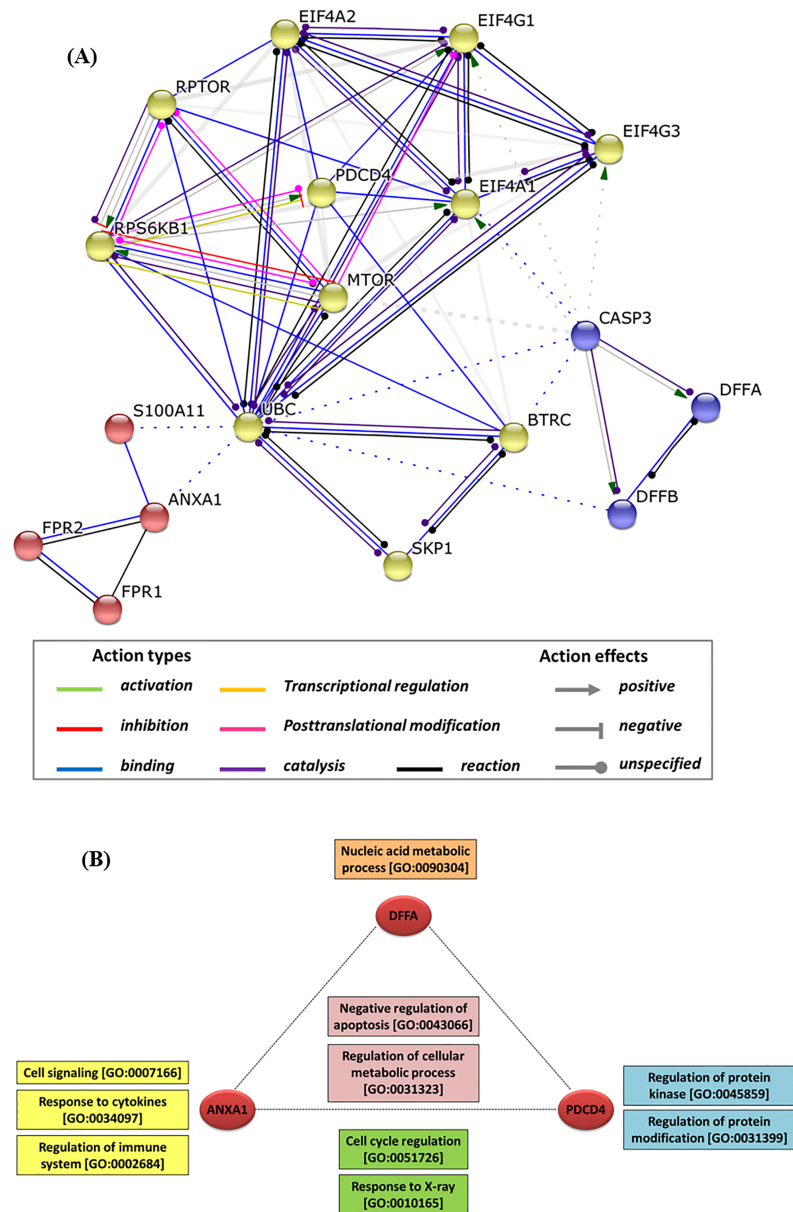 (A)
EIF4A2
EIF4G1
RPTOR
EIF4G3
PDCD4
EIF4A1
RPS6KB1
MTOR
CASP3
DFFA
S100A11
UBC
BTRC
ANXA1
DFFB
FPR2
SKP1
FPR1
Action types
Action effects
activation
Transcriptional regulation
positive
inhibition
Posttranslational modification
negative
binding
catalysis
reaction
unspecified
(B)
Nucleic acid metabolic
process [GO:0090304]
DFFA
Negative regulation of
apoptosis [GO:0043066]
Regulation of cellular
metabolic process
[GO:0031323]
Cell signaling [GO:0007166]
Response to cytokines
[GO:0034097]
Regulation of immune
system [GO:0002684]
ANXA1
PDCD4
Regulation of protein
kinase [GO:0045859]
Regulation of protein
modification [GO:0031399]
Cell cycle regulation
[GO:0051726]
Response to X-ray
[GO:0010165]